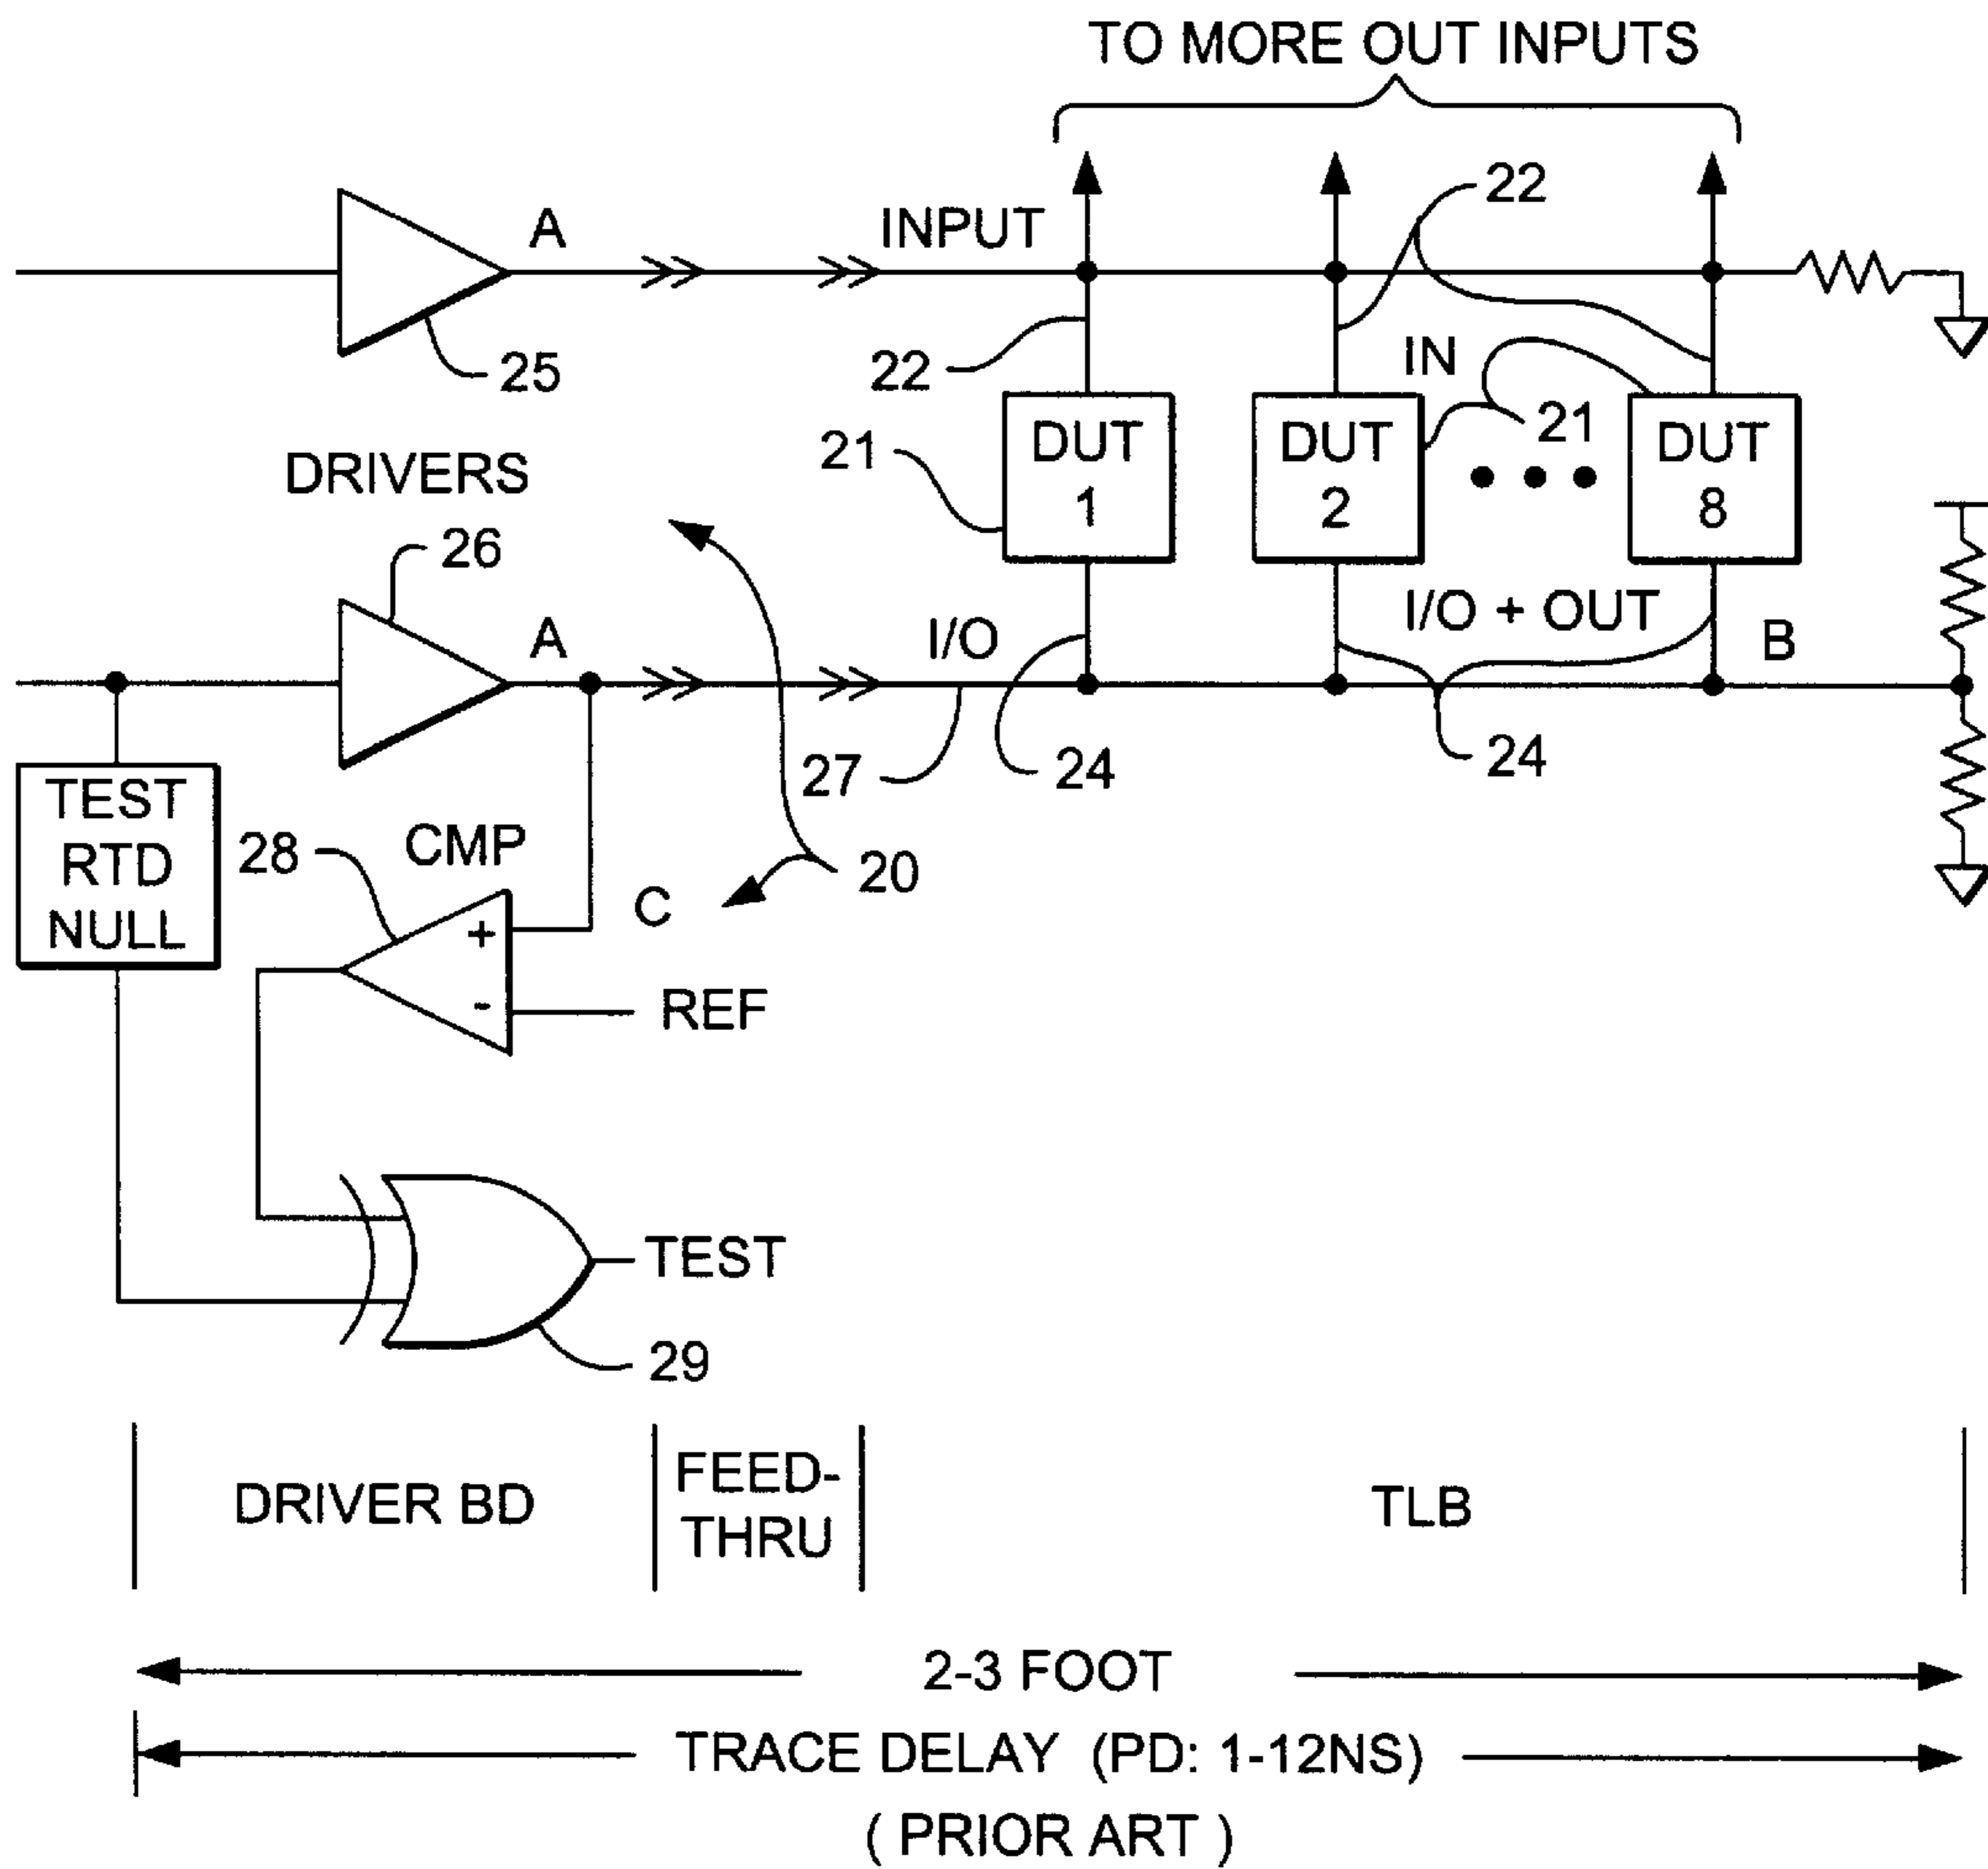 TO MORE OUT INPUTS
A
INPUT
22
25
22
IN
21
21
DUT
1
DUT
2
DUT
8
DRIVERS
26
A
I/O
I/O + OUT
B
27
24
24
TEST
RTD
NULL
28
CMP
20
C
+
-
REF
TEST
29
DRIVER BD
FEED-
THRU
TLB
2-3 FOOT
TRACE DELAY (PD: 1-12NS)
( PRIOR ART )